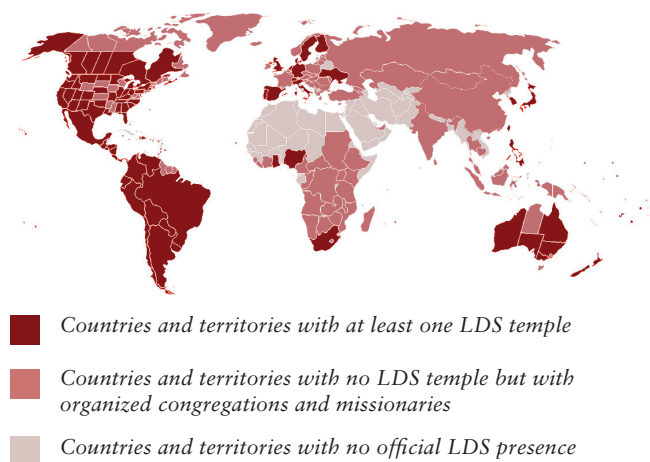 Countries and territories with at least one LDS temple
Countries and territories with no LDS temple but with
organized congregations and missionaries
Countries and territories with no official LDS presence